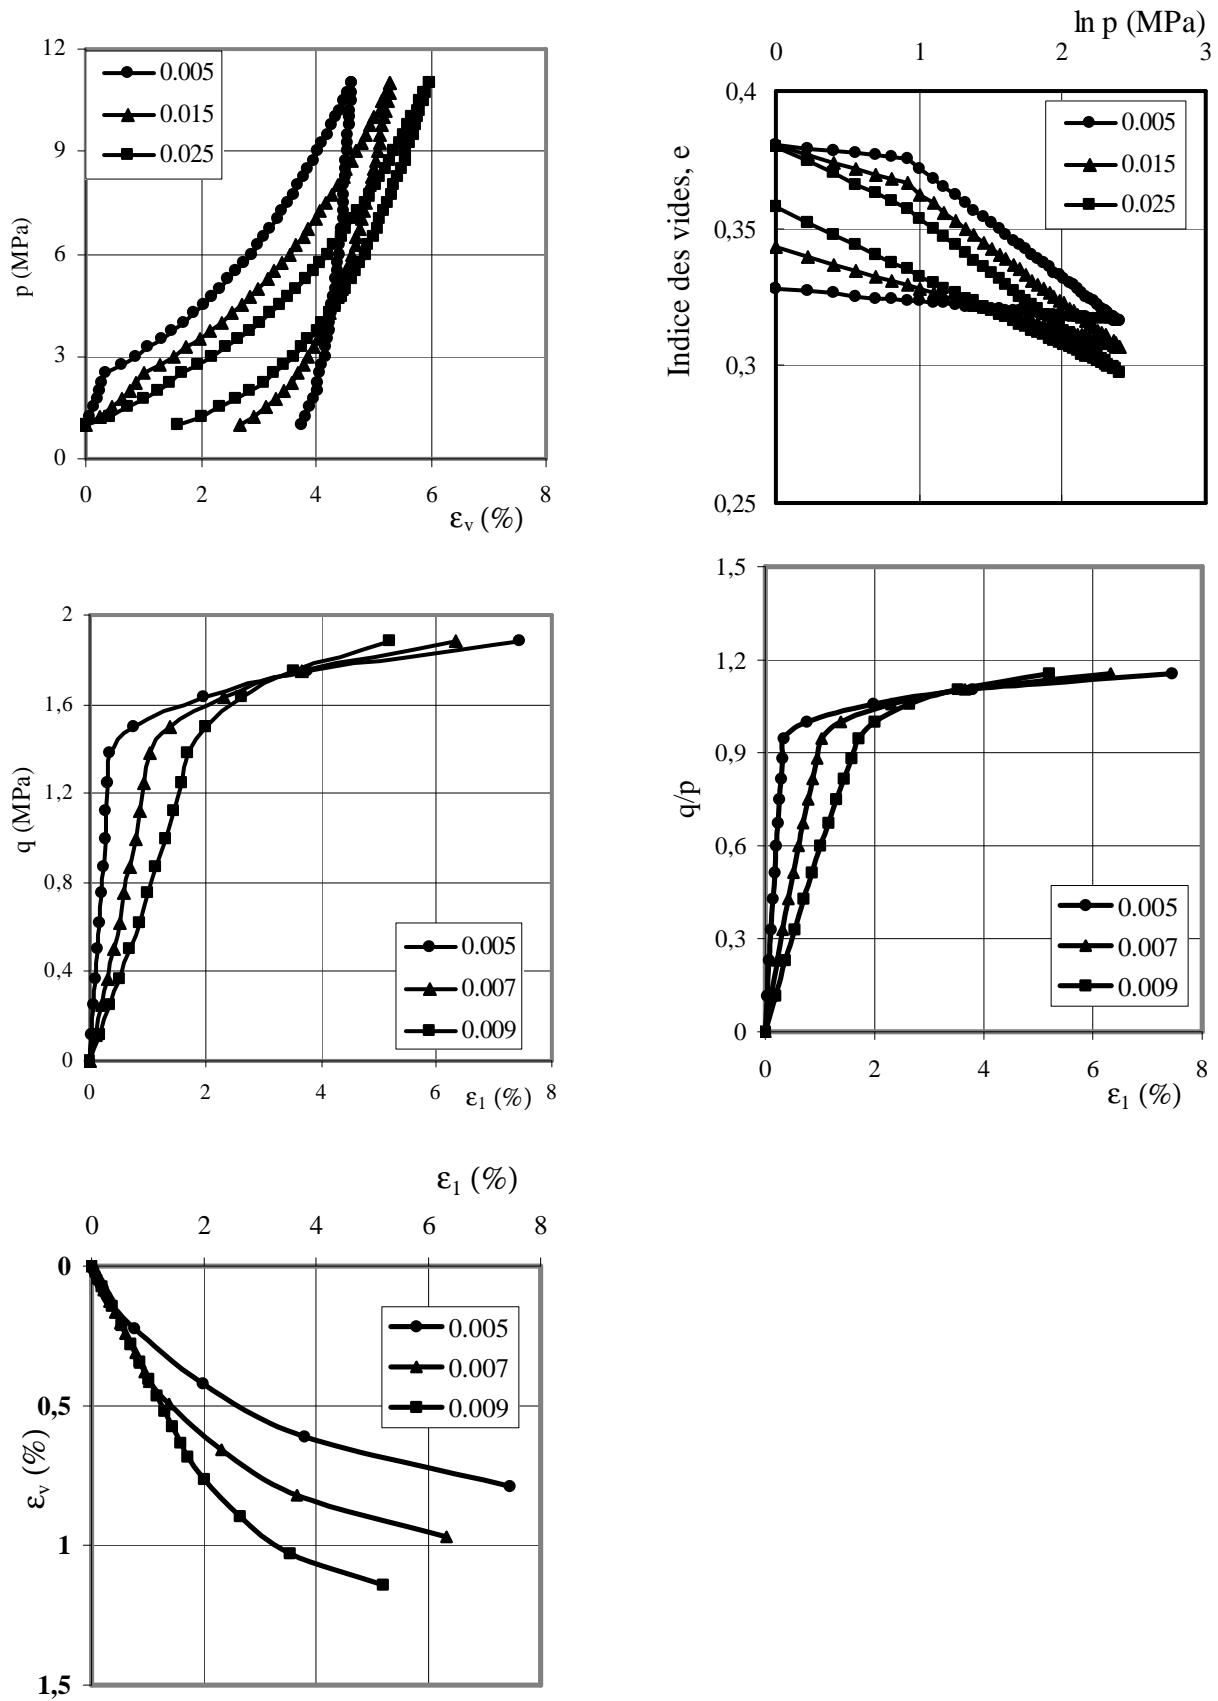 12
9
6
3
0
p (MPa)
0.005
0.015
0.025
0 2 4 6 8
εv (%)
ln p (MPa)
0 1 2 3
0,4
0,35
0,3
0,25
Indice des vides, e
0.005
0.015
0.025
2
1,6
1,2
0,8
0,4
0
q (MPa)
0.005
0.007
0.009
0 2 4 6 8
ε1 (%)
1,5
1,2
0,9
0,6
0,3
0
q/p
0.005
0.007
0.009
0 2 4 6 8
ε1 (%)
ε1 (%)
0 2 4 6 8
0
0,5
1
1,5
εv (%)
0.005
0.007
0.009